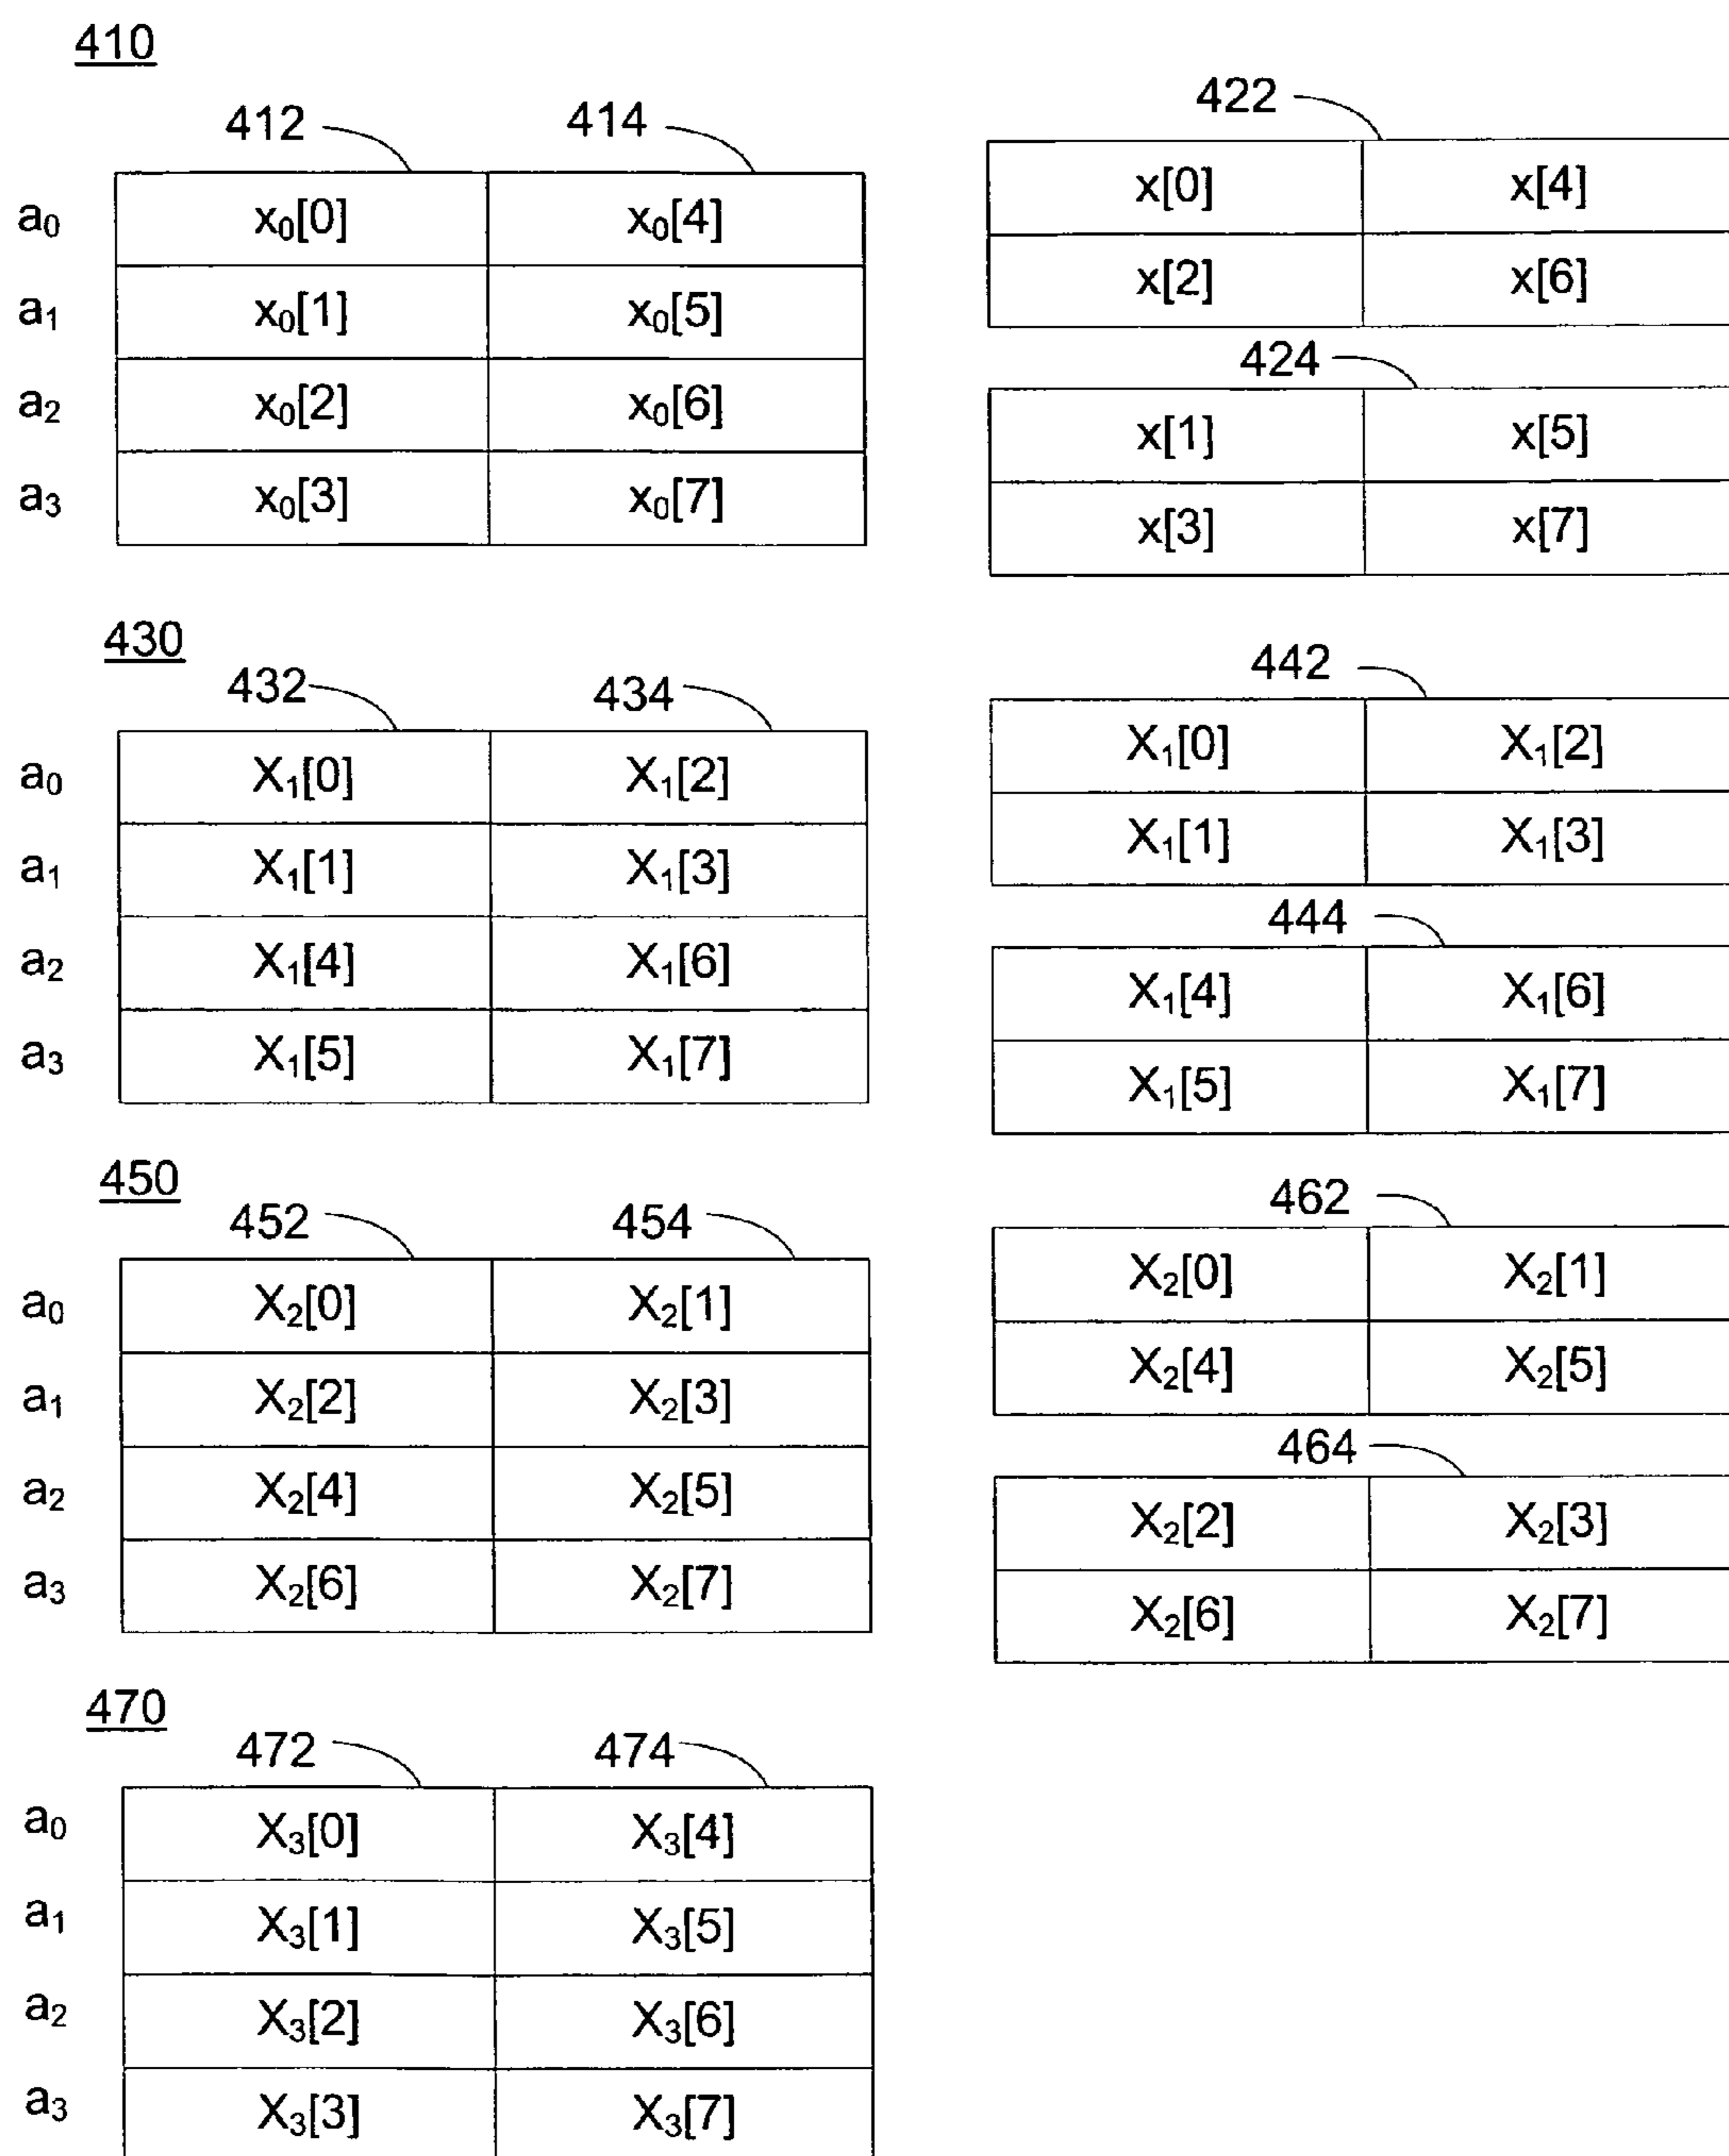 410
412 414
a₀ x₀[0] x₀[4]
a₁ x₀[1] x₀[5]
a₂ x₀[2] x₀[6]
a₃ x₀[3] x₀[7]
422
x[0] x[4]
x[2] x[6]
424
x[1] x[5]
x[3] x[7]
430
432 434
a₀ X₁[0] X₁[2]
a₁ X₁[1] X₁[3]
a₂ X₁[4] X₁[6]
a₃ X₁[5] X₁[7]
442
X₁[0] X₁[2]
X₁[1] X₁[3]
444
X₁[4] X₁[6]
X₁[5] X₁[7]
450
452 454
a₀ X₂[0] X₂[1]
a₁ X₂[2] X₂[3]
a₂ X₂[4] X₂[5]
a₃ X₂[6] X₂[7]
462
X₂[0] X₂[1]
X₂[4] X₂[5]
464
X₂[2] X₂[3]
X₂[6] X₂[7]
470
472 474
a₀ X₃[0] X₃[4]
a₁ X₃[1] X₃[5]
a₂ X₃[2] X₃[6]
a₃ X₃[3] X₃[7]